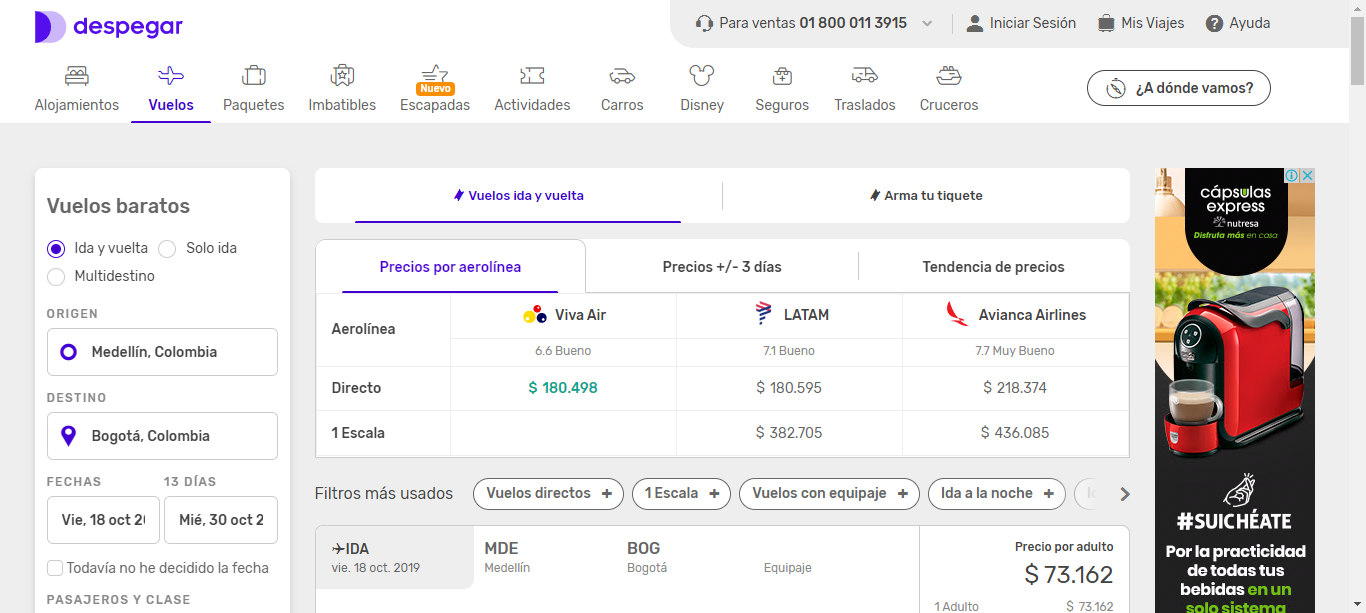 despegar
Para ventas 01 800 011 3915
Iniciar Sesión
Mis Viajes
Ayuda
Alojamientos
Vuelos
Paquetes
Imbatibles
Nuevo
Escapadas
Actividades
Carros
Disney
Seguros
Traslados
Cruceros
¿A dónde vamos?
Vuelos baratos
Ida y vuelta
Solo ida
Multidestino
ORIGEN
Medellín, Colombia
DESTINO
Bogotá, Colombia
FECHAS
13 DÍAS
Vie, 18 oct 2
Mié, 30 oct 2
Todavía no he decidido la fecha
PASAJEROS Y CLASE
Vuelos ida y vuelta
Arma tu tiquete
Precios por aerolínea
Precios +/- 3 días
Tendencia de precios
Aerolínea
Viva Air
LATAM
Avianca Airlines
6.6 Bueno
7.1 Bueno
7.7 Muy Bueno
Directo
$ 180.498
$ 180.595
$ 218.374
1 Escala
$ 382.705
$ 436.085
Filtros más usados
Vuelos directos +
1 Escala +
Vuelos con equipaje +
Ida a la noche +
IDA
vie. 18 oct. 2019
MDE
Medellín
BOG
Bogotá
Equipaje
Precio por adulto
$ 73.162
1 Adulto
$ 73.162
cápsulas
express
nutresa
Disfruta más en casa
#SUICHÉATE
Por la practicidad
de todas tus
bebidas en un
solo sistema